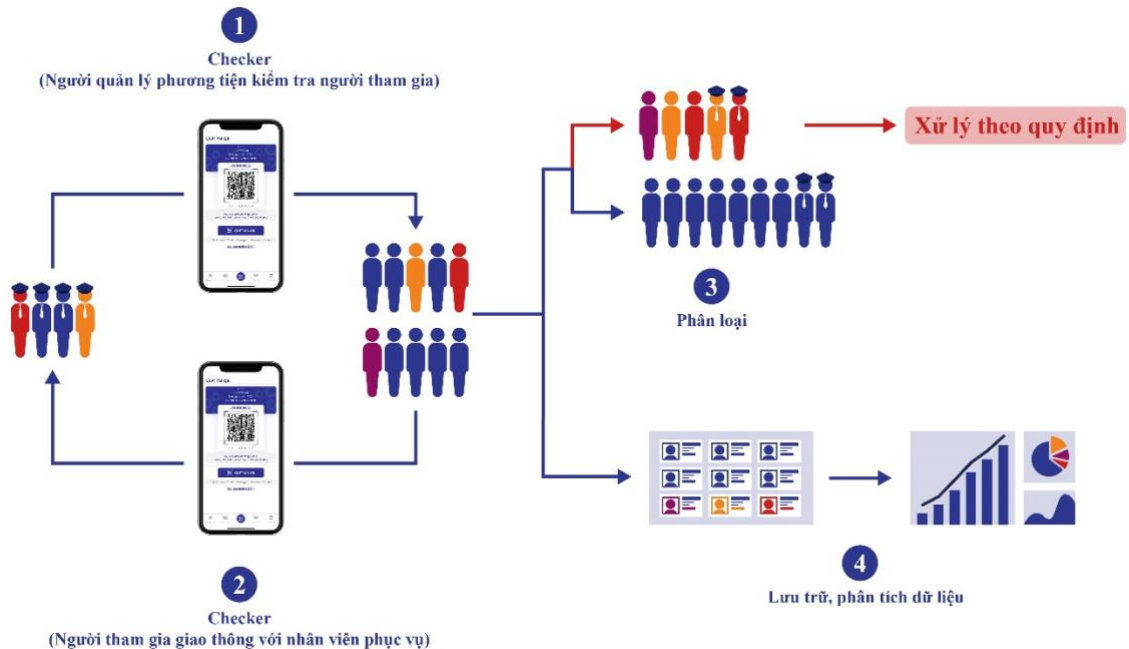 1
Checker
(Người quản lý phương tiện kiểm tra người tham gia)
Xử lý theo quy định
3
Phân loại
2
Checker
(Người tham gia giao thông với nhân viên phục vụ)
4
Lưu trữ, phân tích dữ liệu